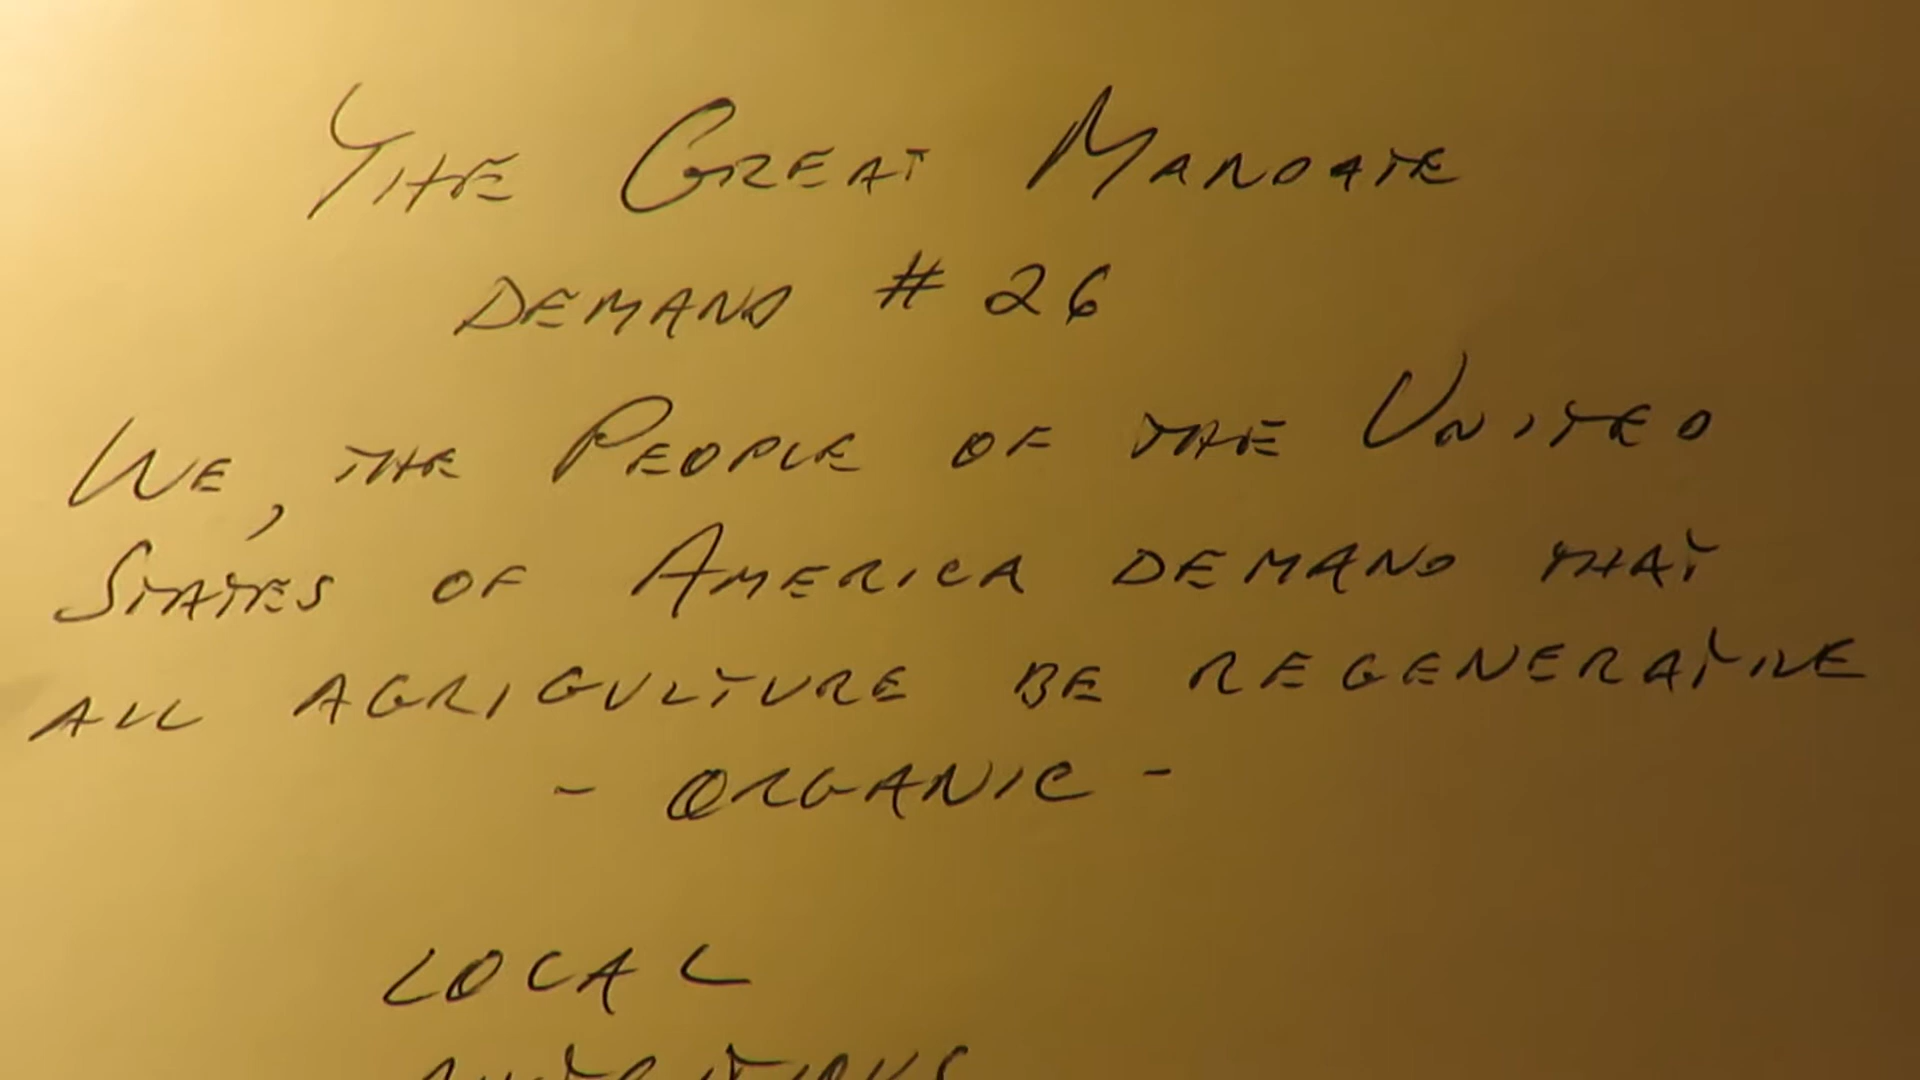 THE GREAT MANDATE
DEMAND # 26
WE, THE PEOPLE OF THE UNITED
STATES OF AMERICA DEMAND THAT
ALL AGRIGULTURE BE REGENERATIVE
- ORGANIC -
LOCAL